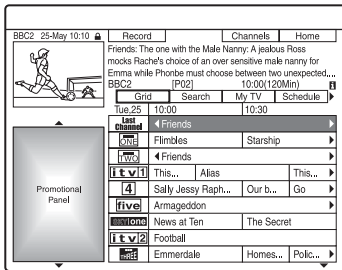 BBC2 25-May 10:10
Record Channels Home
Friends: The one with the Male Nanny: A jealous Ross
mocks Rache's choice of an over sensitive male nanny for
Emma while Phonbe must choose between two unexpected....
BBC2 [P02] 10:00(120Min) i
Grid Search My TV Schedule
Tue,25 10:00 10:30
Last Channel Friends
ONE Flimbles Starship
TWO Friends
itv1 This... Alias This...
4 Sally Jessy Raph... Our b... Go
five Armageddon
SKY one News at Ten The Secret
itv2 Football
THREE Emmerdale Homes... Polic...
Promotional
Panel